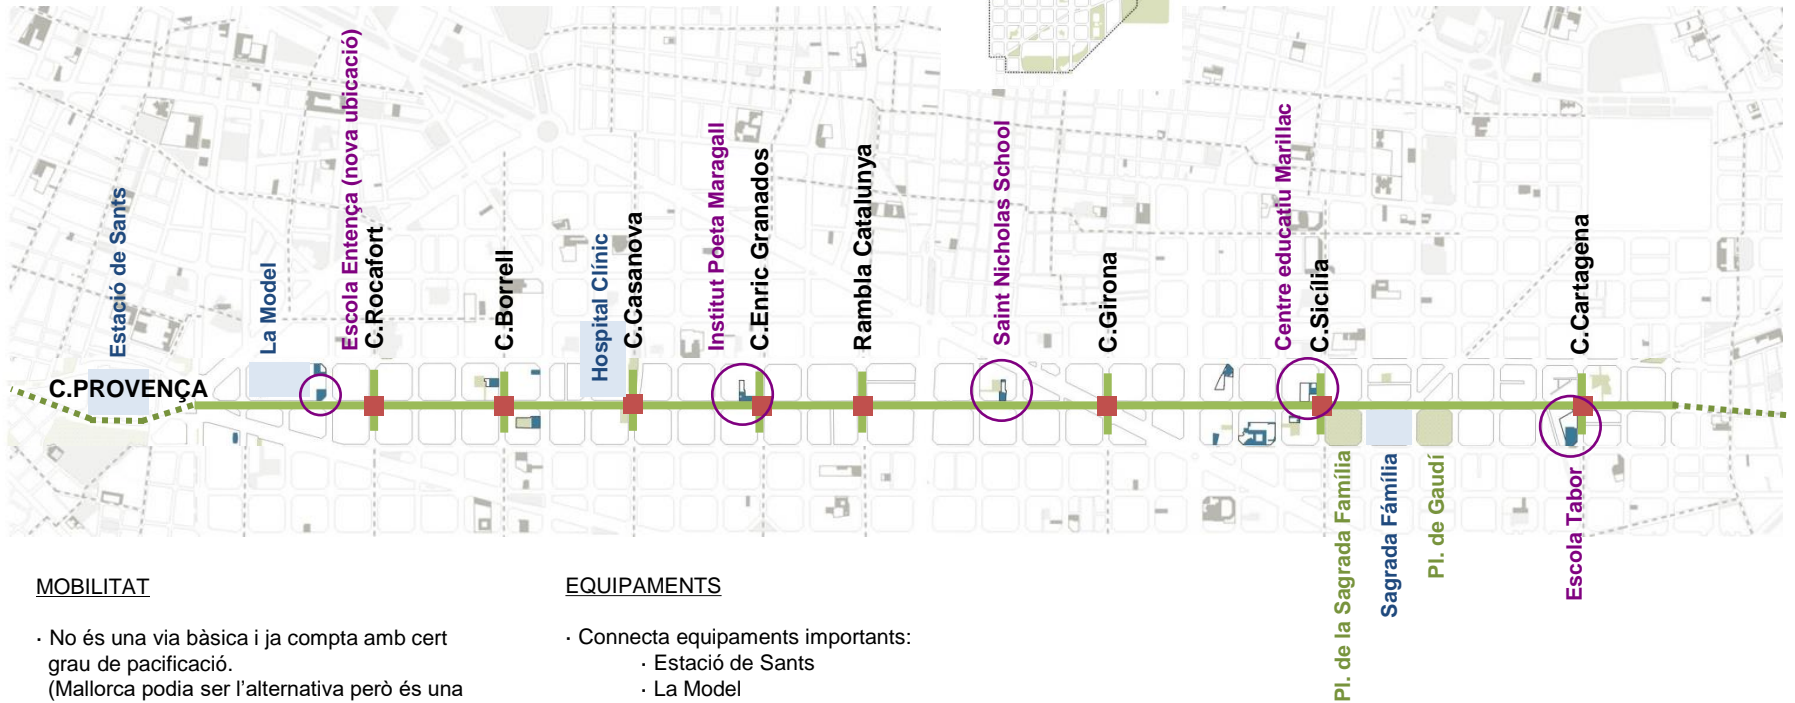 Estació de Sants
La Model
Escola Entença (nova ubicació)
C.Rocafort
C.Borrell
Hospital Clínic
C.Casanova
Institut Poeta Maragall
C.Enric Granados
Rambla Catalunya
Saint Nicholas School
C.Girona
Centre educatiu Marillac
C.Sicília
C.Cartagena
C.PROVENÇA
Pl. de la Sagrada Família
Sagrada Fámília
Pl. de Gaudí
Escola Tabor
MOBILITAT
· No és una via bàsica i ja compta amb cert
grau de pacificació.
(Mallorca podia ser l’alternativa però és una
EQUIPAMENTS
· Connecta equipaments importants:
· Estació de Sants
· La Model